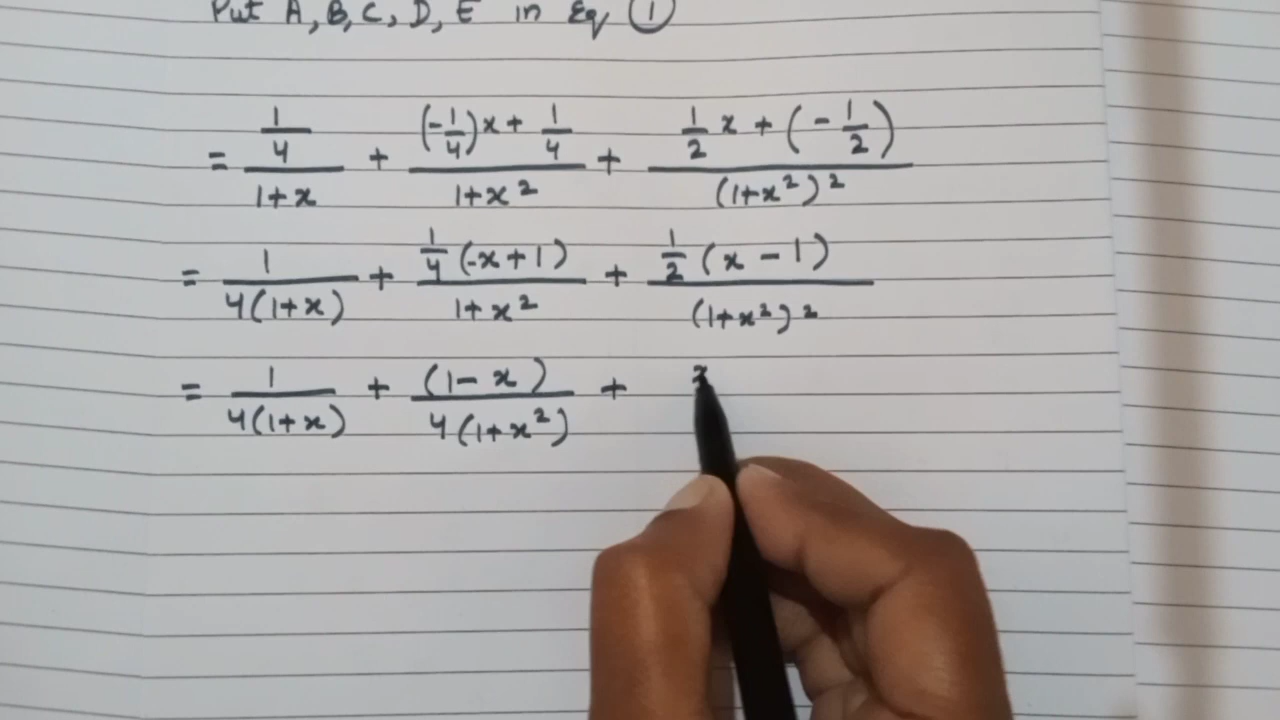 Put A, B, C, D, E in Eq ①
= (1/4)/(1+x) + ((-1/4)x + 1/4)/(1+x²) + (1/2 x + (-1/2))/(1+x²)²
= 1/(4(1+x)) + (1/4 (-x+1))/(1+x²) + (1/2 (x-1))/(1+x²)²
= 1/(4(1+x)) + (1-x)/(4(1+x²)) +